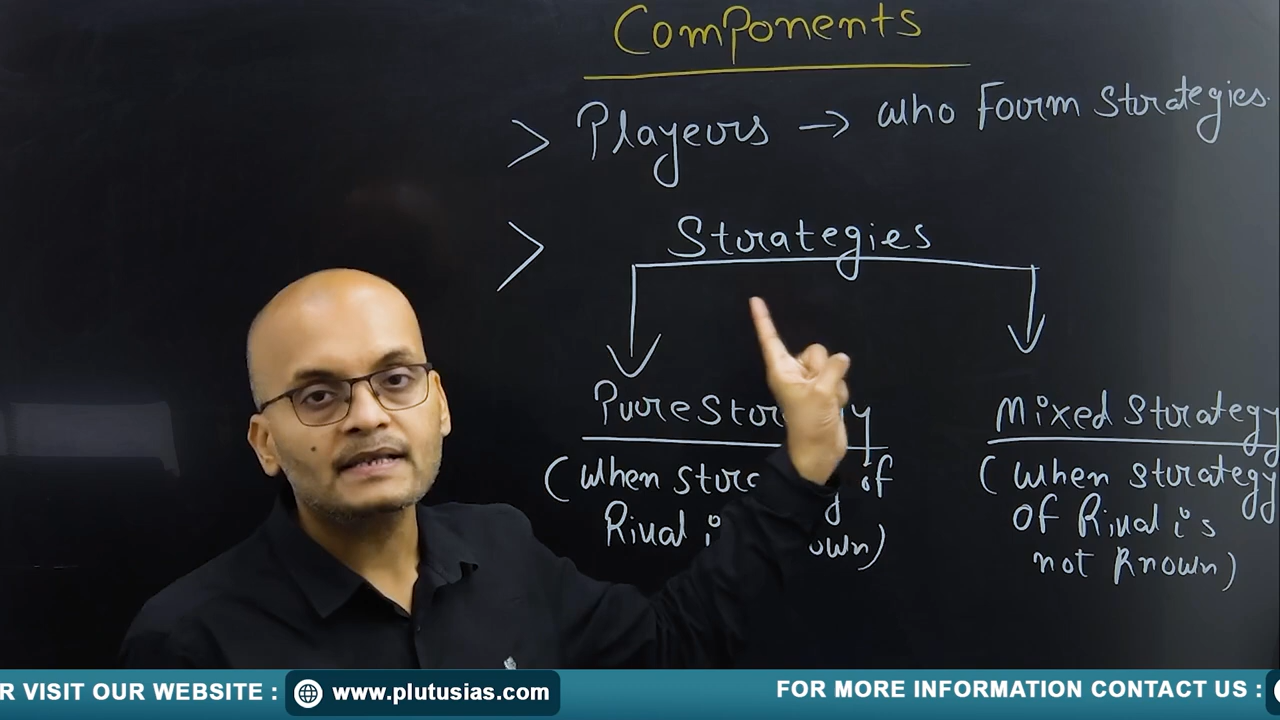 Components
> Players → who Form Strategies.
> Strategies
Pure
Mixed Strategy
(when of
(when strategy
Rival
of Rival is
not known)
R VISIT OUR WEBSITE : www.plutusias.com
FOR MORE INFORMATION CONTACT US :